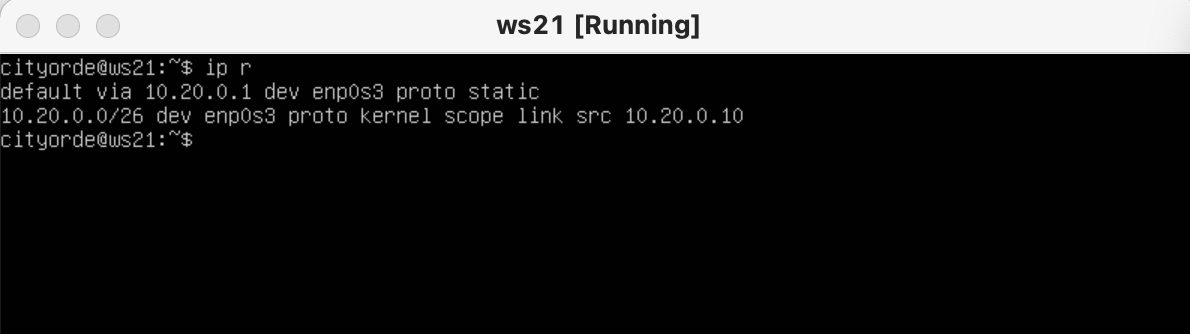 ws21 [Running]
cityorde@ws21:~$ ip r
default via 10.20.0.1 dev enp0s3 proto static
10.20.0.0/26 dev enp0s3 proto kernel scope link src 10.20.0.10
cityorde@ws21:~$